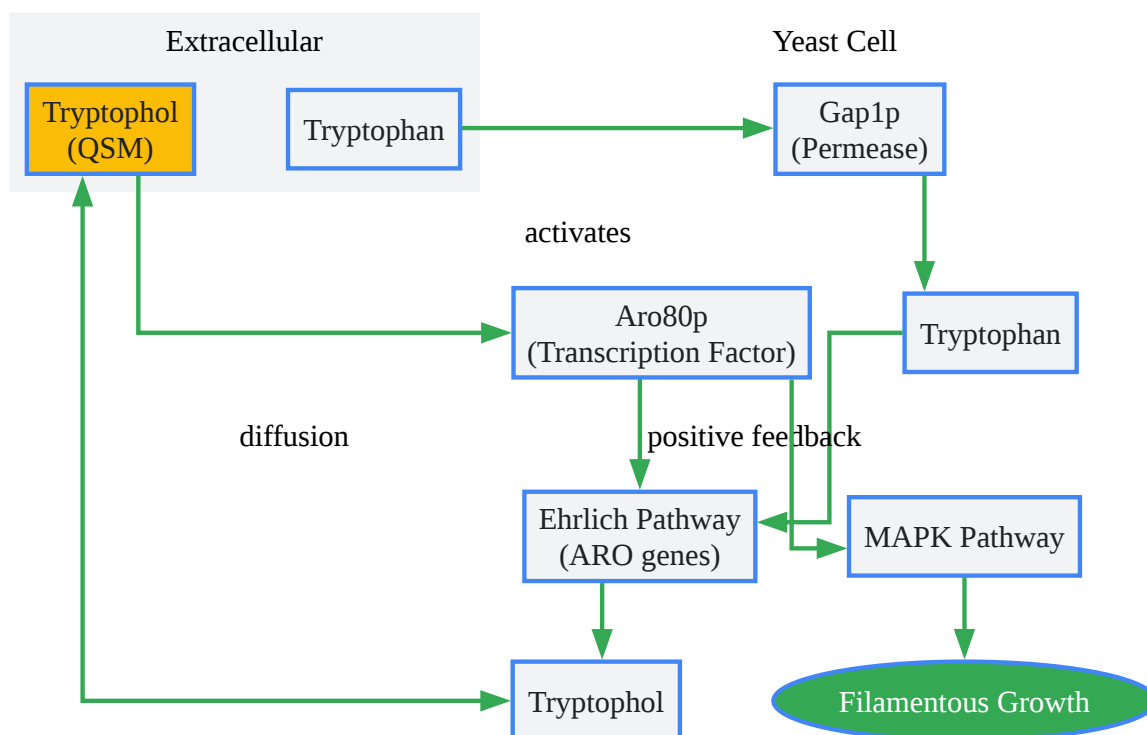 Extracellular
Yeast Cell
Tryptophol
(QSM)
Tryptophan
Gap1p
(Permease)
activates
Aro80p
(Transcription Factor)
Tryptophan
diffusion
positive feedback
Ehrlich Pathway
(ARO genes)
MAPK Pathway
Tryptophol
Filamentous Growth